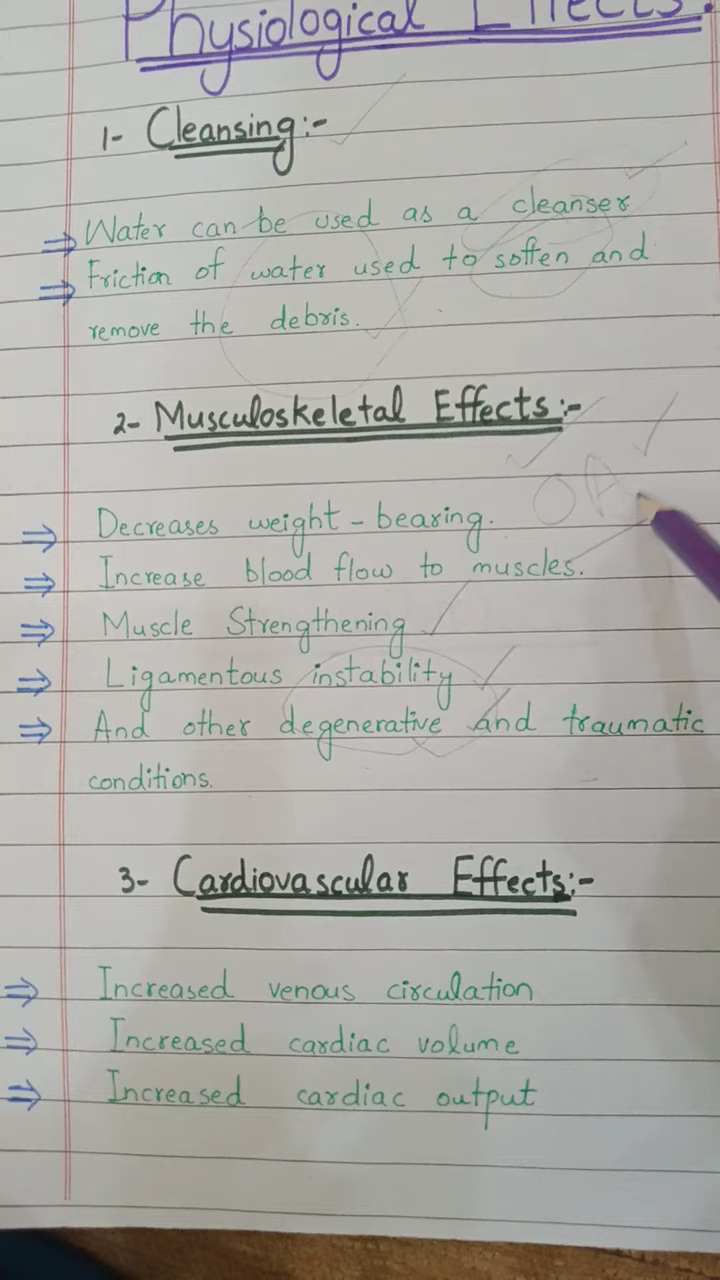 Physiological Effects:
1- Cleansing:-
⇒ Water can be used as a cleanser
⇒ Friction of water used to soften and
remove the debris.
2- Musculoskeletal Effects:-
OA
⇒ Decreases weight-bearing.
⇒ Increase blood flow to muscles.
⇒ Muscle Strengthening
⇒ Ligamentous instability
⇒ And other degenerative and traumatic
conditions.
3- Cardiovascular Effects:-
⇒ Increased venous circulation
⇒ Increased cardiac volume
⇒ Increased cardiac output